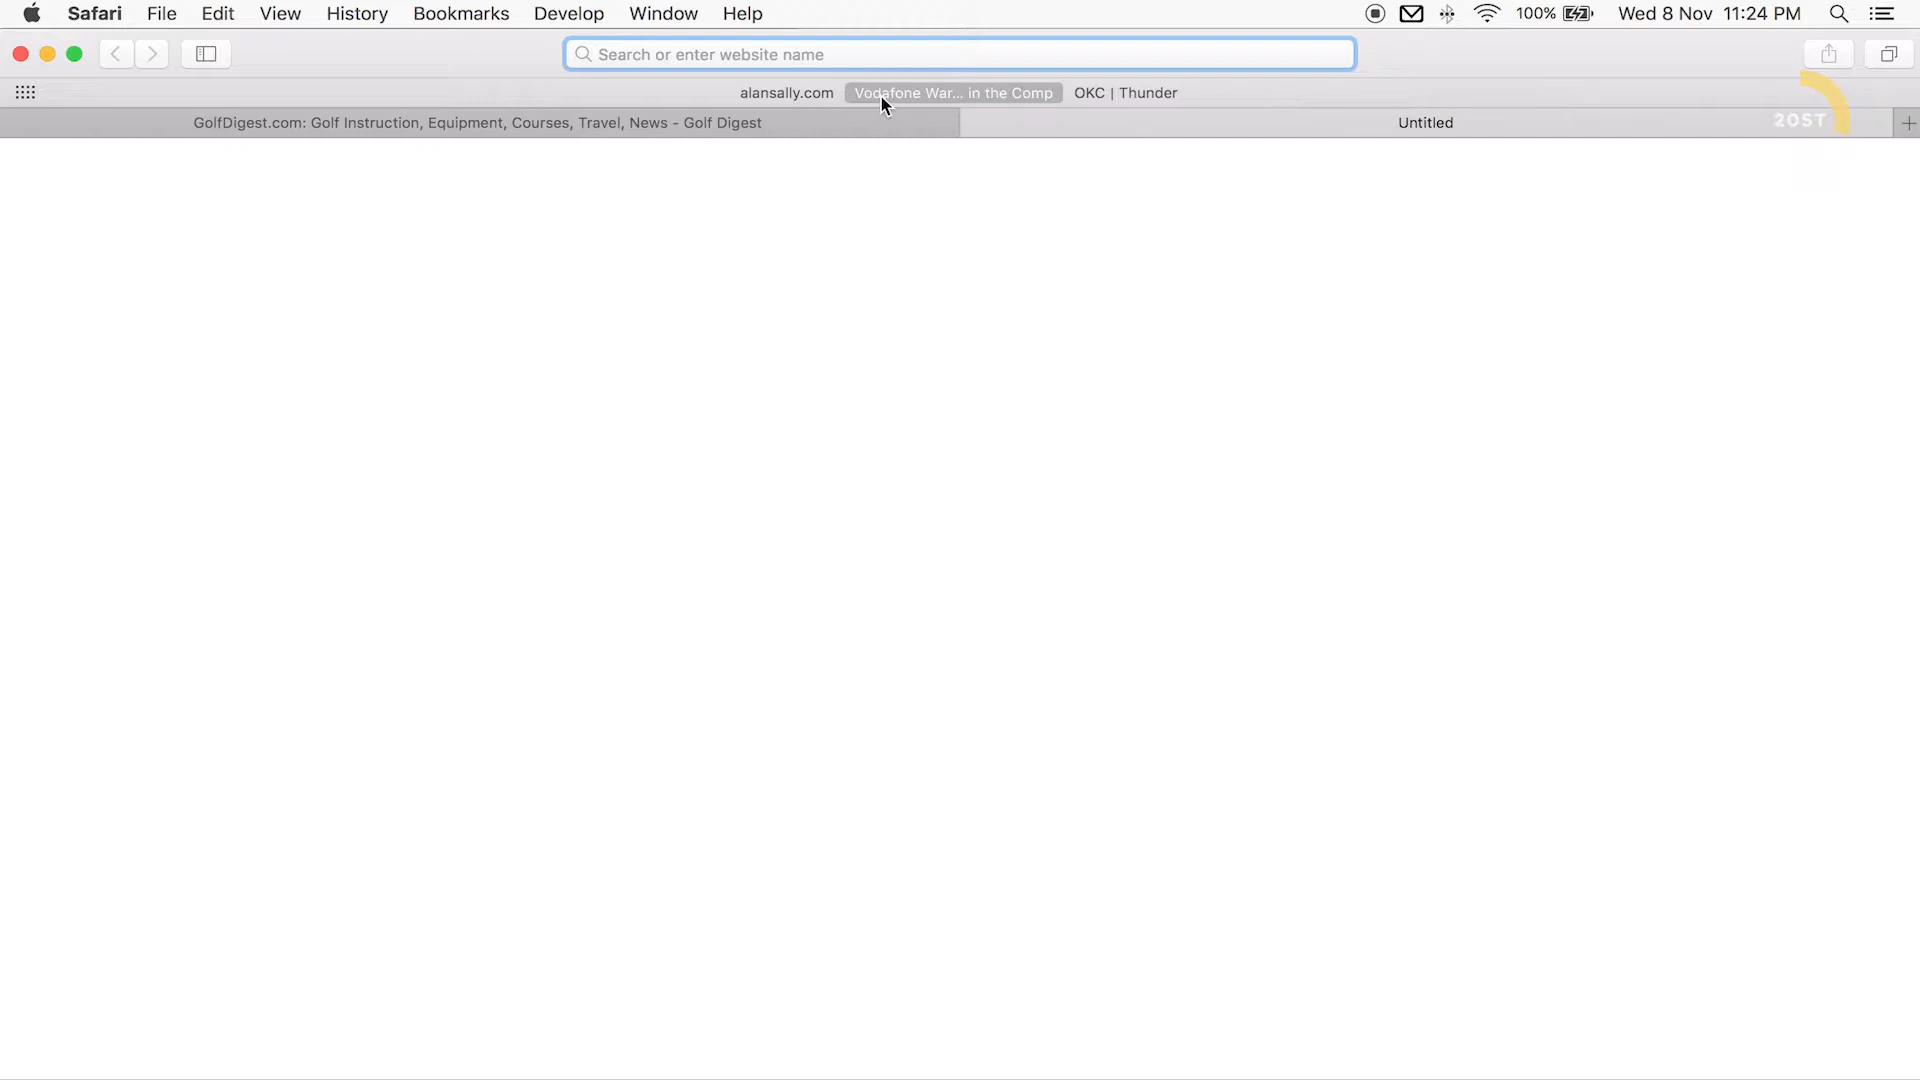 Safari File Edit View History Bookmarks Develop Window Help 100% Wed 8 Nov 11:24 PM
Search or enter website name
alansally.com Vodafone War... in the Comp OKC | Thunder
GolfDigest.com: Golf Instruction, Equipment, Courses, Travel, News - Golf Digest Untitled 2OST